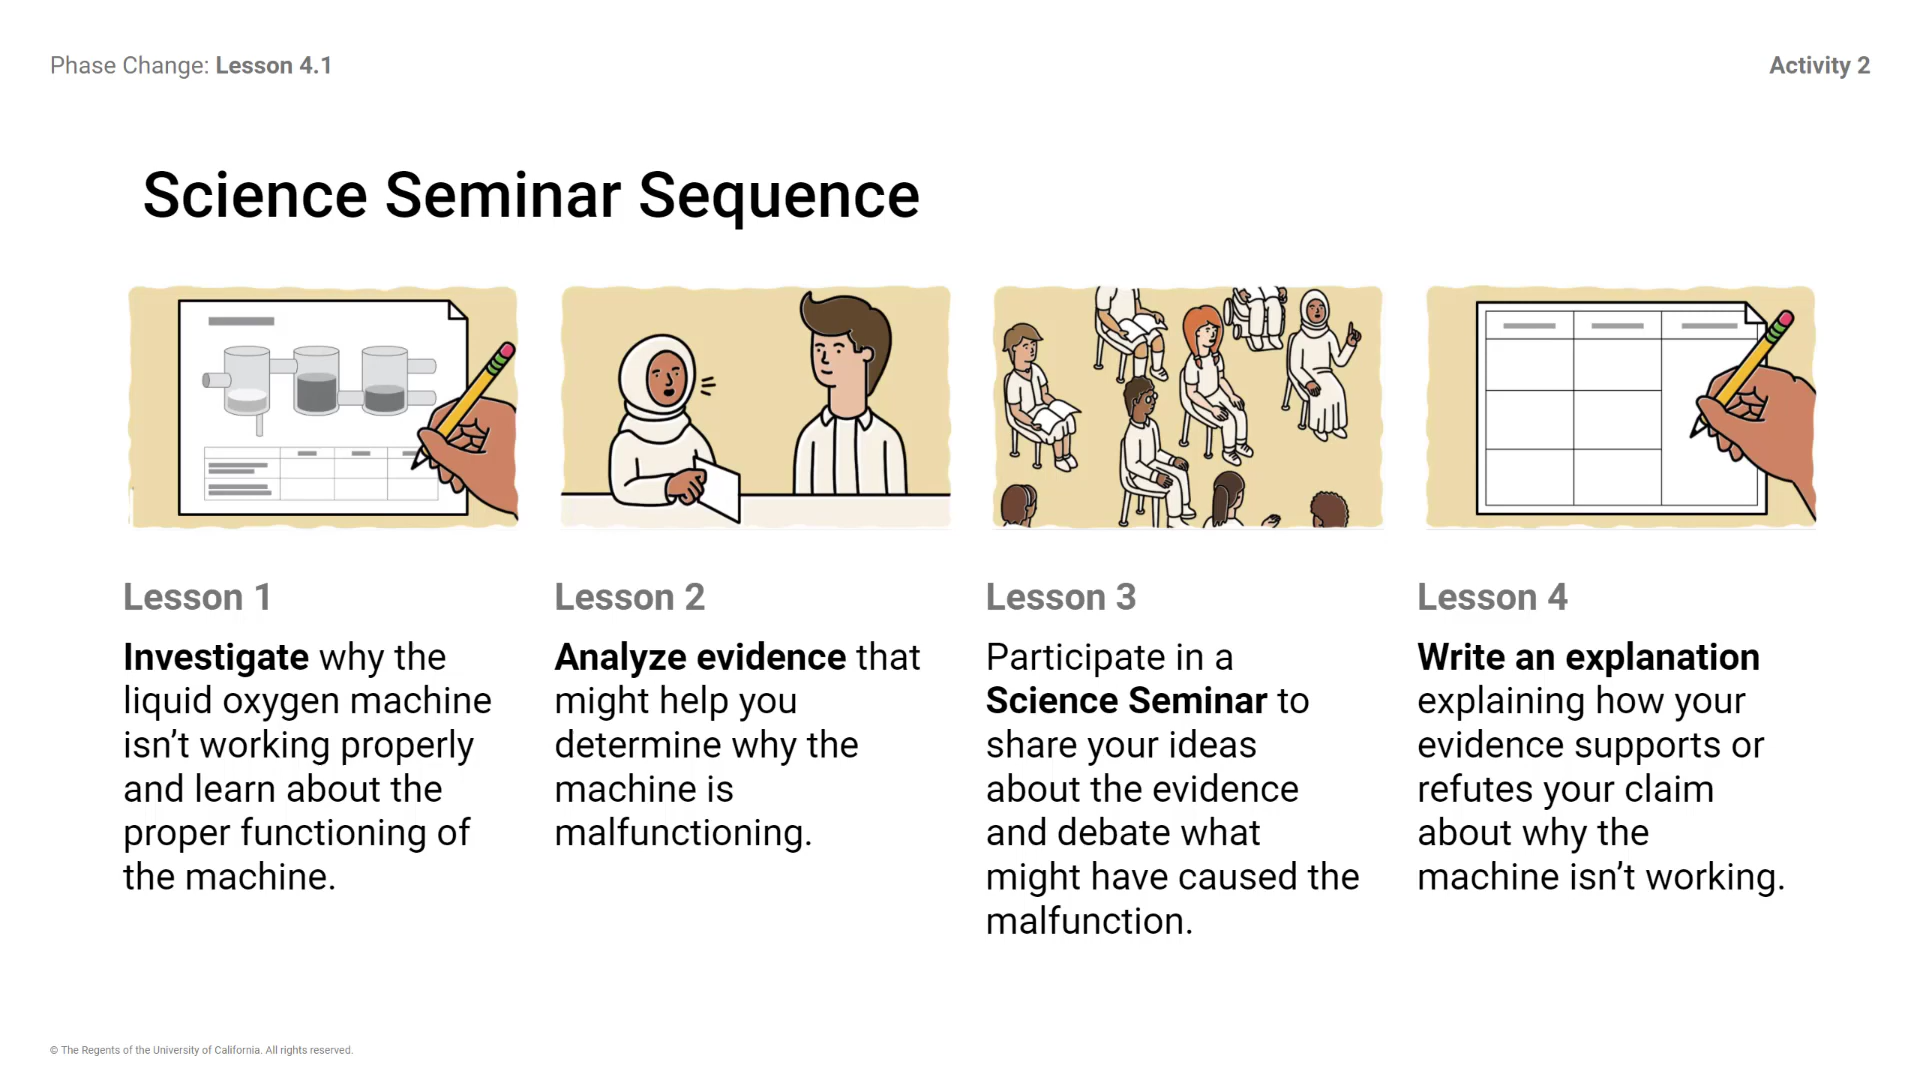 Phase Change: Lesson 4.1
Activity 2
Science Seminar Sequence
Lesson 1
Investigate why the
liquid oxygen machine
isn’t working properly
and learn about the
proper functioning of
the machine.
Lesson 2
Analyze evidence that
might help you
determine why the
machine is
malfunctioning.
Lesson 3
Participate in a
Science Seminar to
share your ideas
about the evidence
and debate what
might have caused the
malfunction.
Lesson 4
Write an explanation
explaining how your
evidence supports or
refutes your claim
about why the
machine isn’t working.
© The Regents of the University of California. All rights reserved.